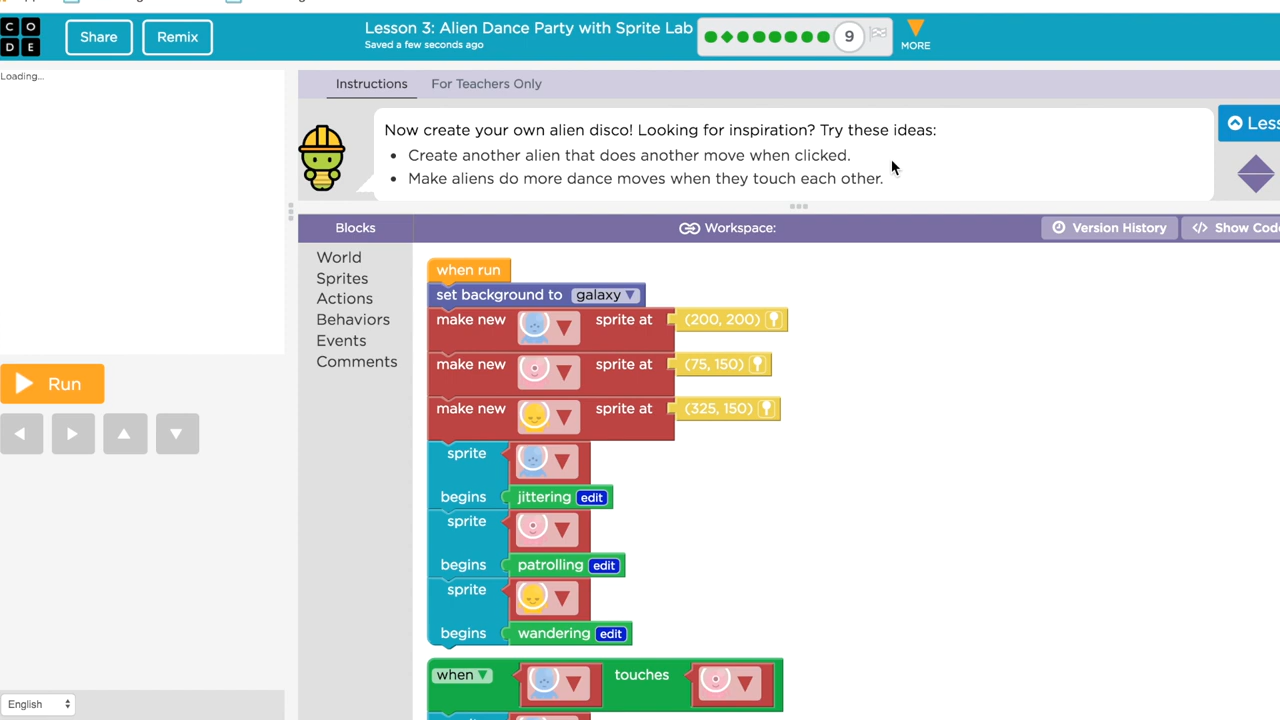 C O
D E
Share
Remix
Lesson 3: Alien Dance Party with Sprite Lab
Saved a few seconds ago
9
MORE
Loading...
Instructions
For Teachers Only
Now create your own alien disco! Looking for inspiration? Try these ideas:
• Create another alien that does another move when clicked.
• Make aliens do more dance moves when they touch each other.
Less
Blocks
Workspace:
Version History
</> Show Code
World
Sprites
Actions
Behaviors
Events
Comments
Run
when run
set background to galaxy
make new sprite at (200, 200)
make new sprite at (75, 150)
make new sprite at (325, 150)
sprite
begins jittering edit
sprite
begins patrolling edit
sprite
begins wandering edit
when touches
English